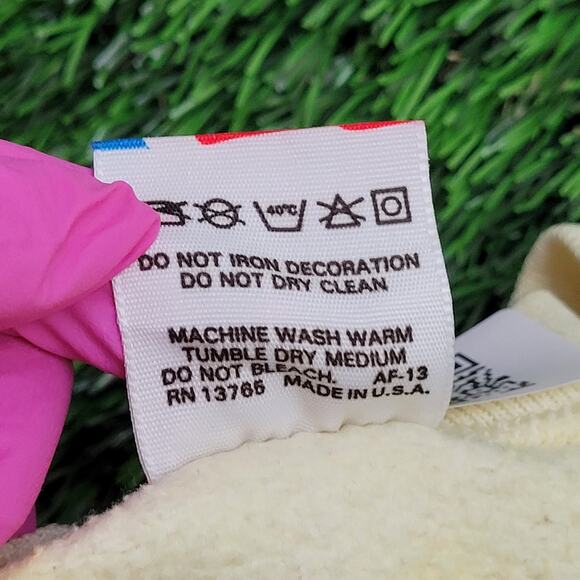 40°C
DO NOT IRON DECORATION
DO NOT DRY CLEAN
MACHINE WASH WARM
TUMBLE DRY MEDIUM
DO NOT BLEACH. AF-13
RN 13765 MADE IN U.S.A.